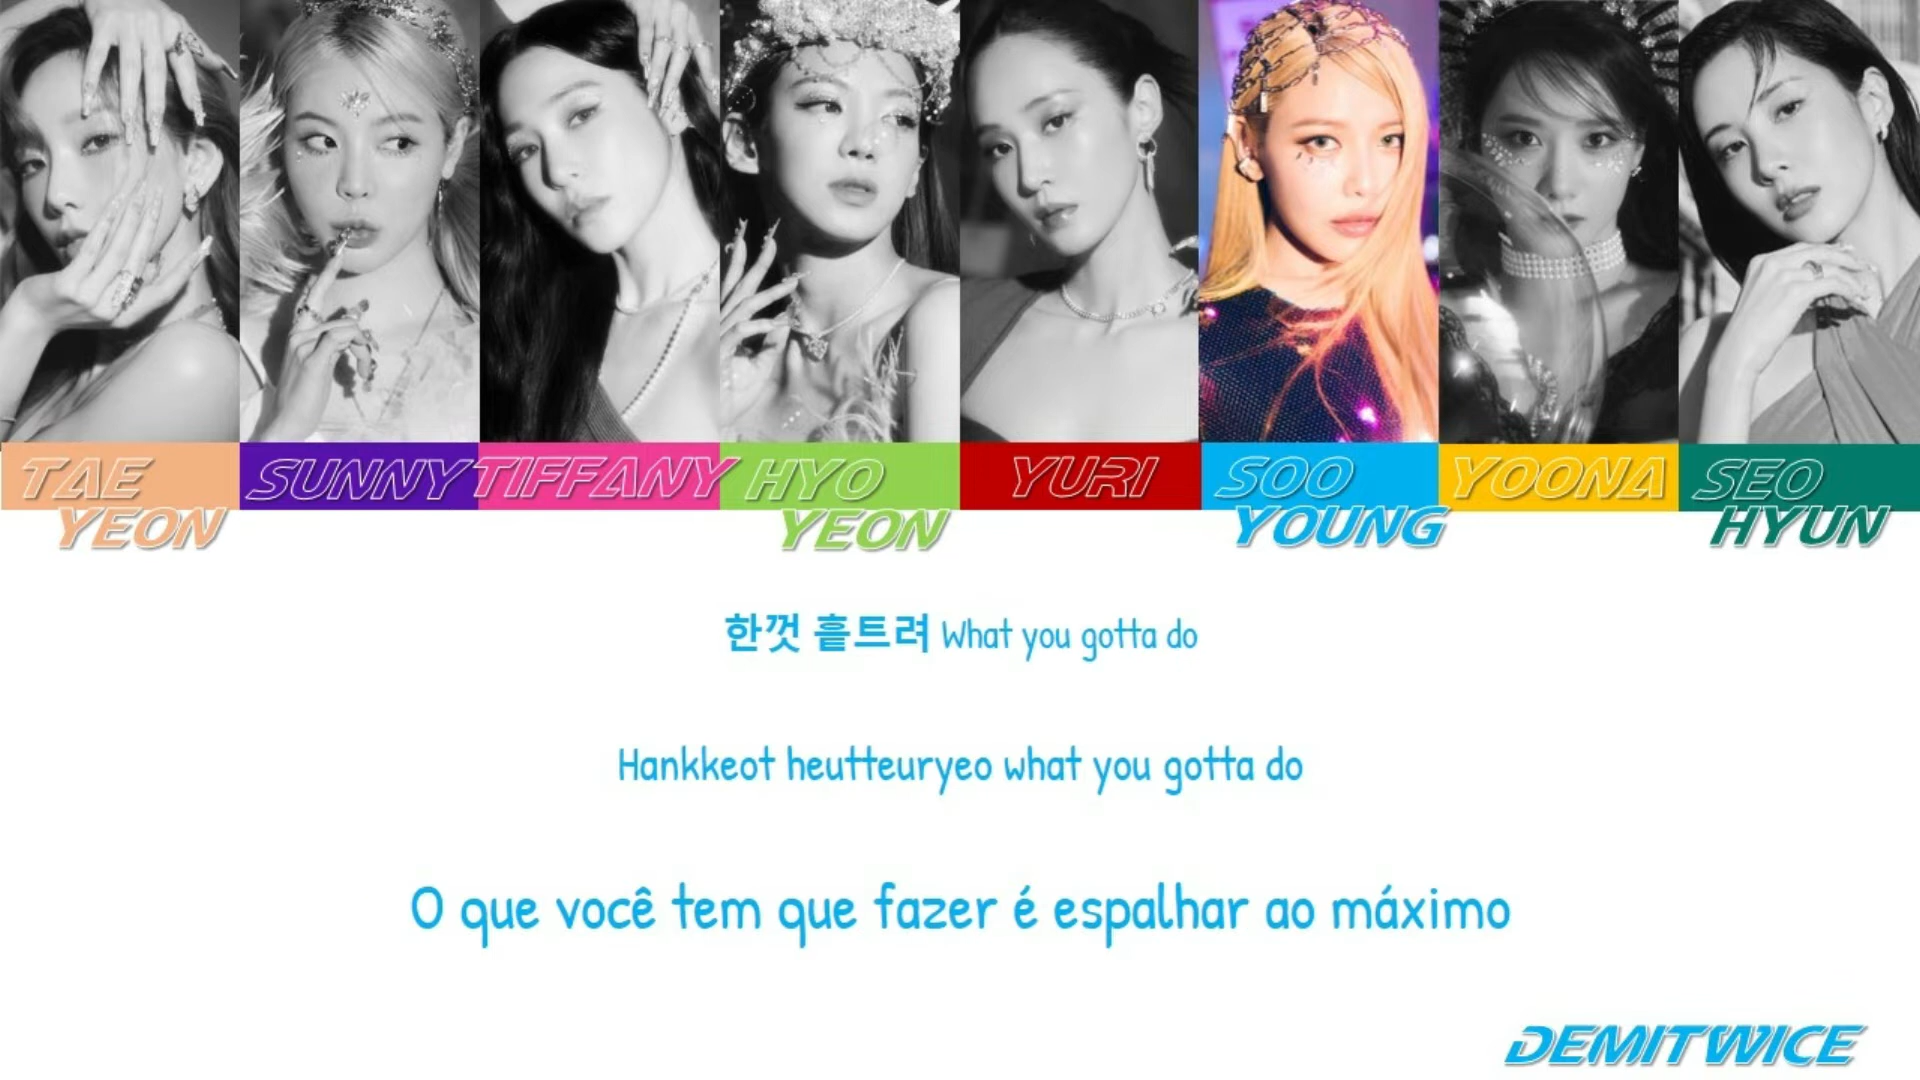 TAE
YEON
SUNNY
TIFFANY
HYO
YEON
YURI
SOO
YOUNG
YOONA
SEO
HYUN
한껏 흩트려 What you gotta do
Hankkeot heutteuryeo what you gotta do
O que você tem que fazer é espalhar ao máximo
DEMITWICE